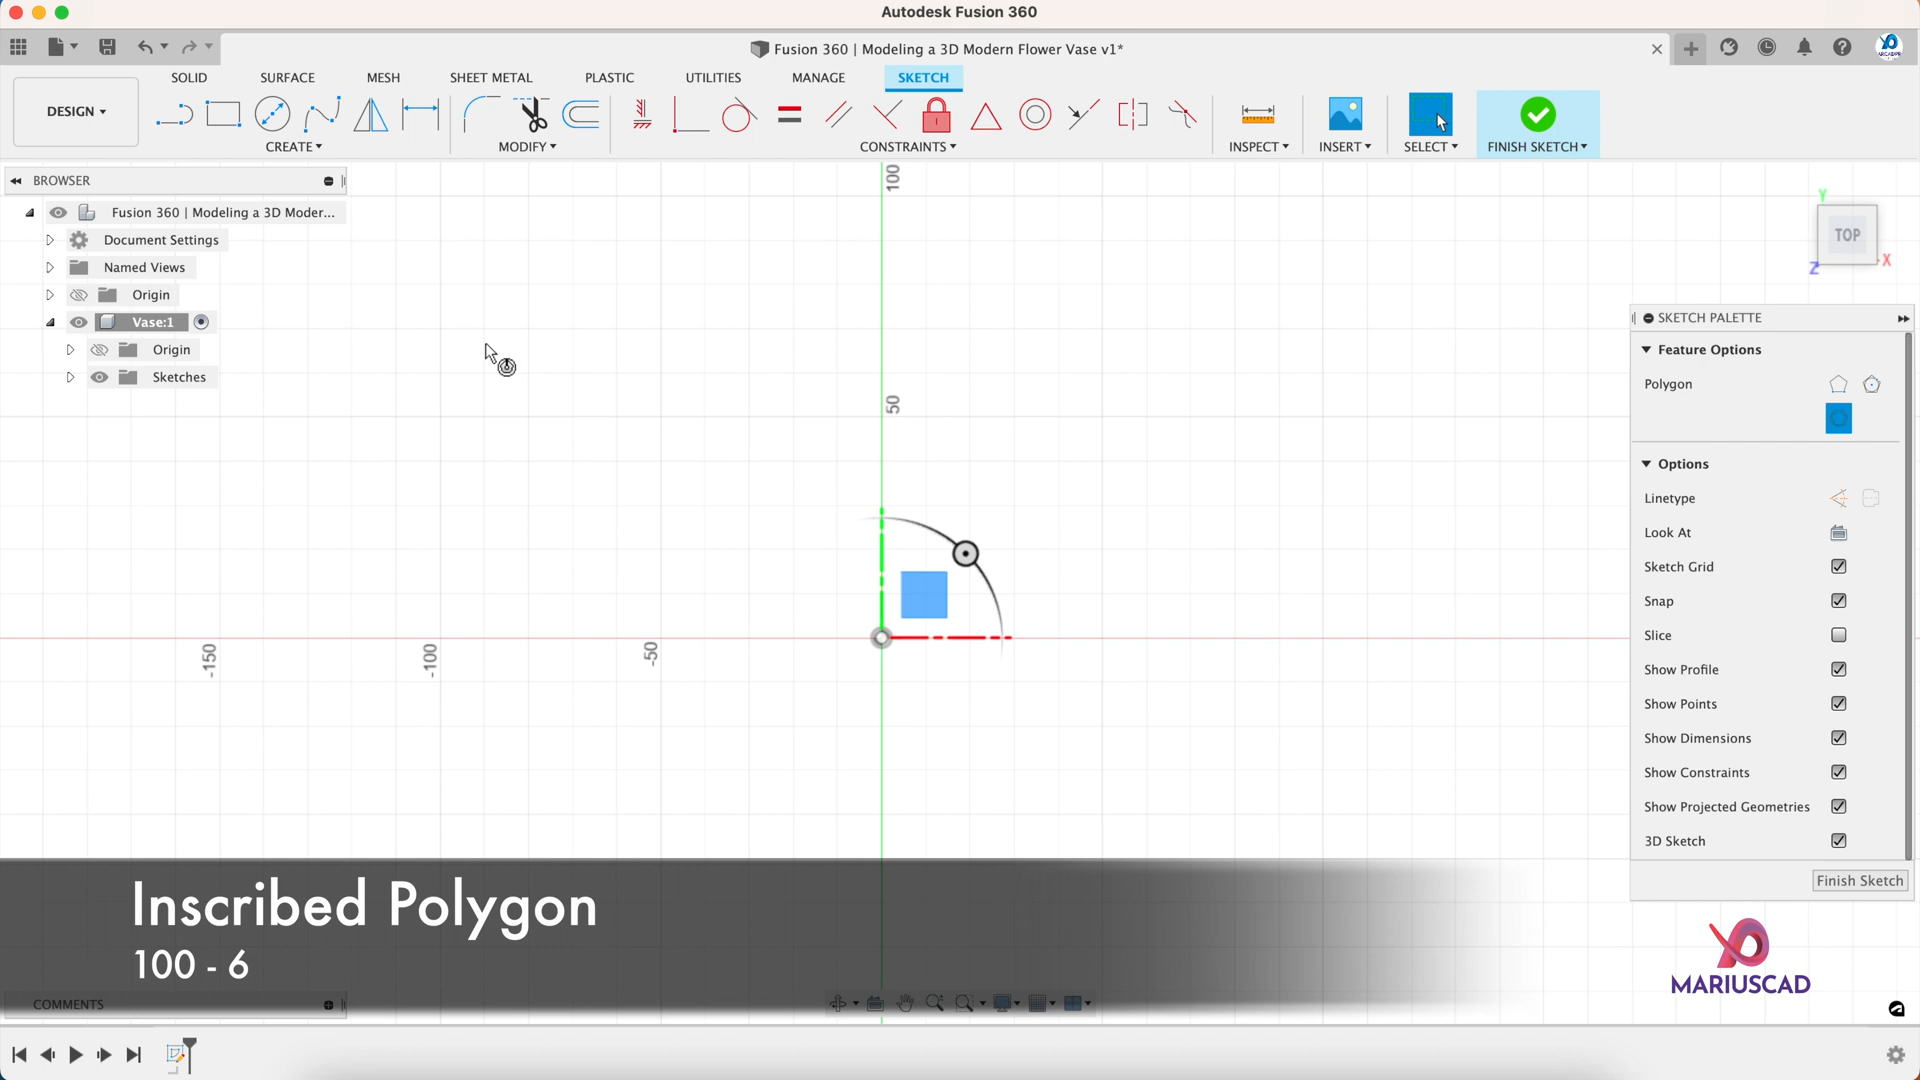 Autodesk Fusion 360
Fusion 360 | Modeling a 3D Modern Flower Vase v1*
SOLID SURFACE MESH SHEET METAL PLASTIC UTILITIES MANAGE SKETCH
DESIGN
CREATE MODIFY CONSTRAINTS INSPECT INSERT SELECT FINISH SKETCH
BROWSER
Fusion 360 | Modeling a 3D Moder...
Document Settings
Named Views
Origin
Vase:1
Origin
Sketches
100
50
-150
-100
-50
Y
TOP
X
Z
SKETCH PALETTE
Feature Options
Polygon
Options
Linetype
Look At
Sketch Grid
Snap
Slice
Show Profile
Show Points
Show Dimensions
Show Constraints
Show Projected Geometries
3D Sketch
Finish Sketch
Inscribed Polygon
100 - 6
MARIUSCAD
COMMENTS